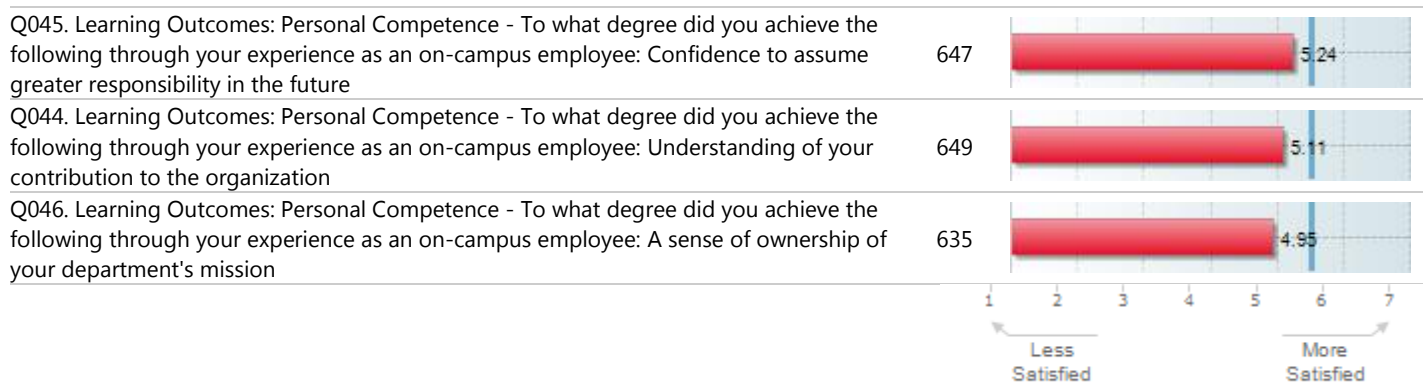 Q045. Learning Outcomes: Personal Competence - To what degree did you achieve the
following through your experience as an on-campus employee: Confidence to assume
greater responsibility in the future
647
5.24
Q044. Learning Outcomes: Personal Competence - To what degree did you achieve the
following through your experience as an on-campus employee: Understanding of your
contribution to the organization
649
5.11
Q046. Learning Outcomes: Personal Competence - To what degree did you achieve the
following through your experience as an on-campus employee: A sense of ownership of
your department's mission
635
4.95
1 2 3 4 5 6 7
Less
Satisfied
More
Satisfied